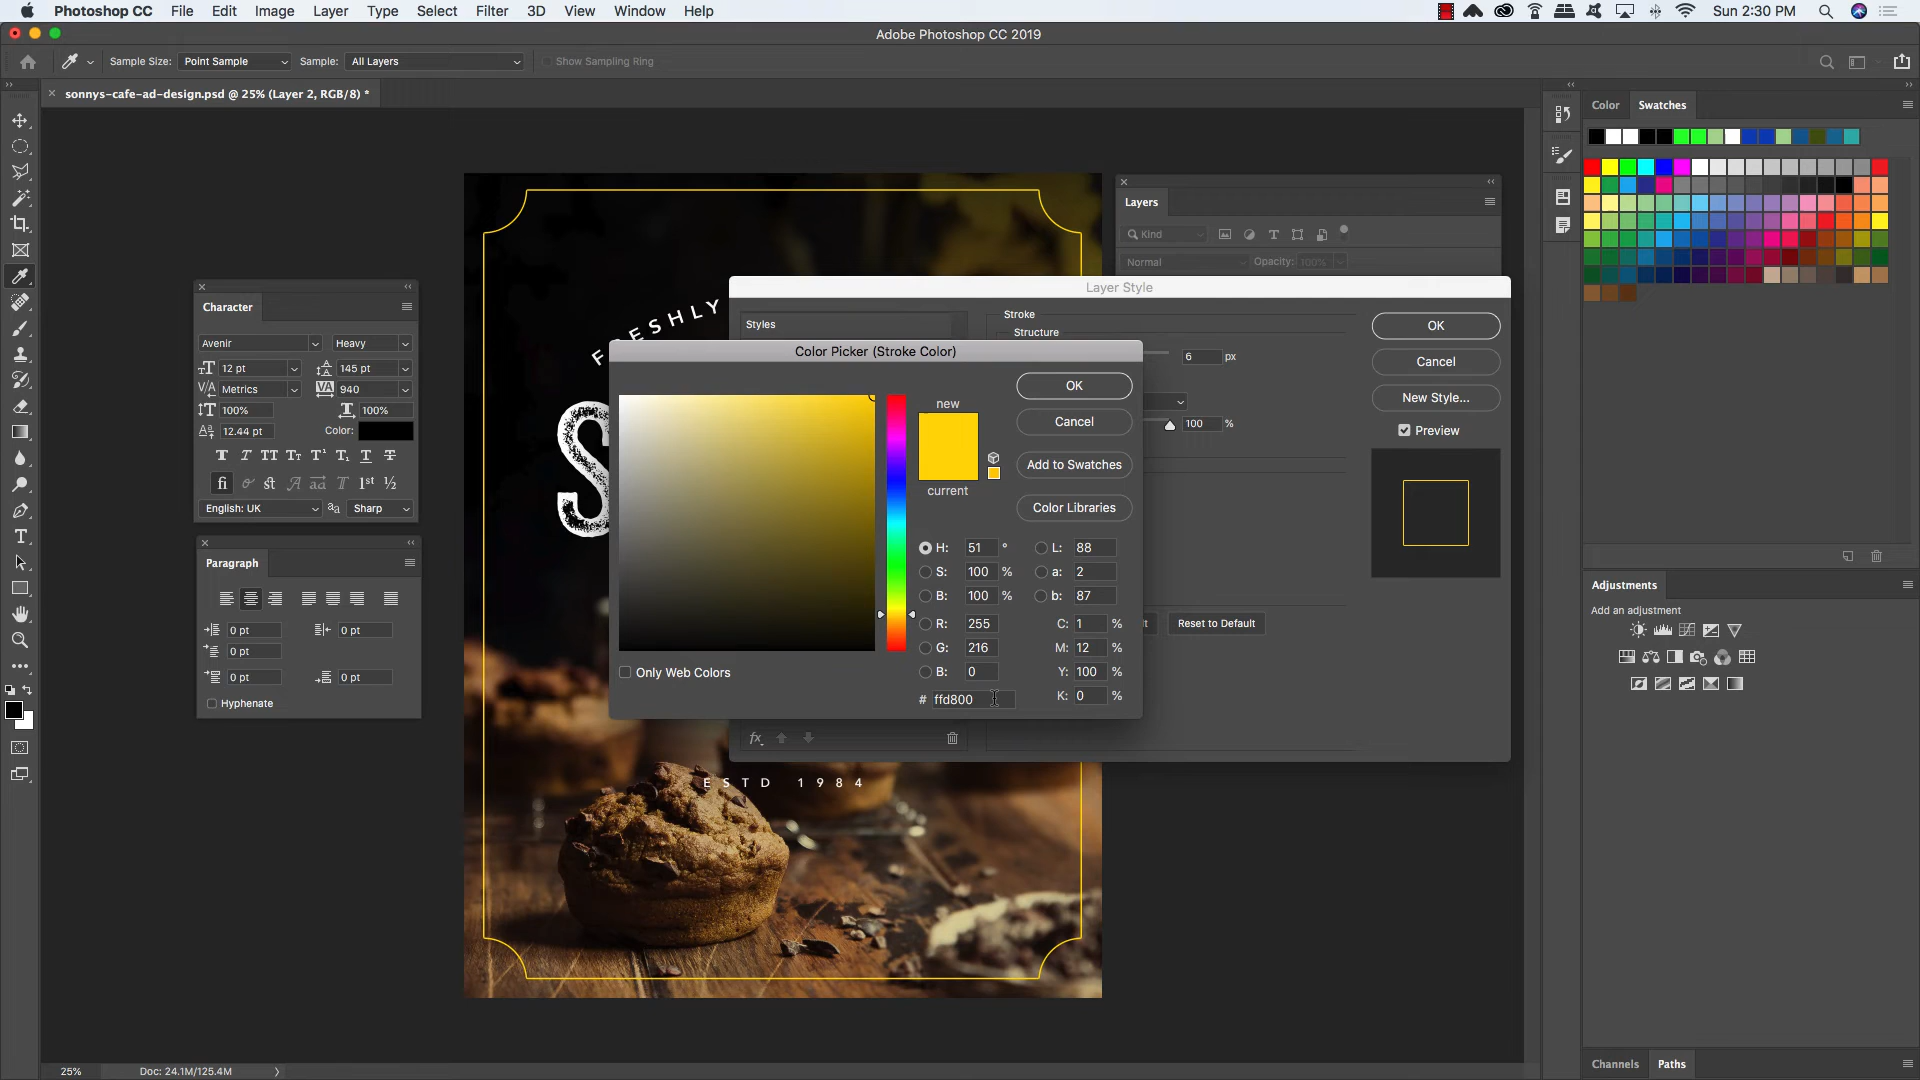 Photoshop CC File Edit Image Layer Type Select Filter 3D View Window Help Sun 2:30 PM
Adobe Photoshop CC 2019
Sample Size: Point Sample Sample: All Layers Show Sampling Ring
sonnys-cafe-ad-design.psd @ 25% (Layer 2, RGB/8) *
Color Swatches
Layers
Kind
Normal Opacity: 100%
Character
Avenir Heavy
12 pt 145 pt
Metrics 940
100% 100%
12.44 pt Color:
English: UK Sharp
Paragraph
0 pt 0 pt
0 pt
0 pt 0 pt
Hyphenate
FRESHLY
S
ESTD 1984
Layer Style
Styles
Stroke
Structure
6 px
100 %
Reset to Default
OK
Cancel
New Style...
Preview
fx
Color Picker (Stroke Color)
new
current
OK
Cancel
Add to Swatches
Color Libraries
H: 51 ° L: 88
S: 100 % a: 2
B: 100 % b: 87
R: 255 C: 1 %
G: 216 M: 12 %
B: 0 Y: 100 %
# ffd800 K: 0 %
Only Web Colors
Adjustments
Add an adjustment
Channels Paths
25% Doc: 24.1M/125.4M